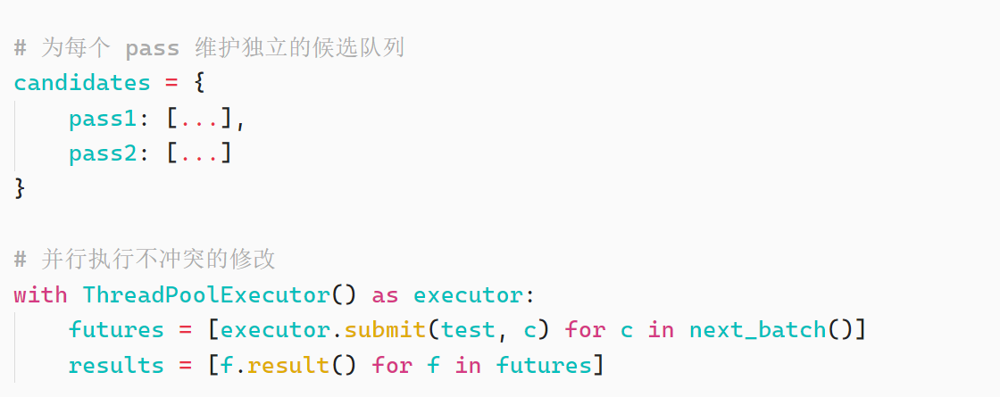 # 为每个 pass 维护独立的候选队列
candidates = {
    pass1: [...],
    pass2: [...]
}
# 并行执行不冲突的修改
with ThreadPoolExecutor() as executor:
    futures = [executor.submit(test, c) for c in next_batch()]
    results = [f.result() for f in futures]